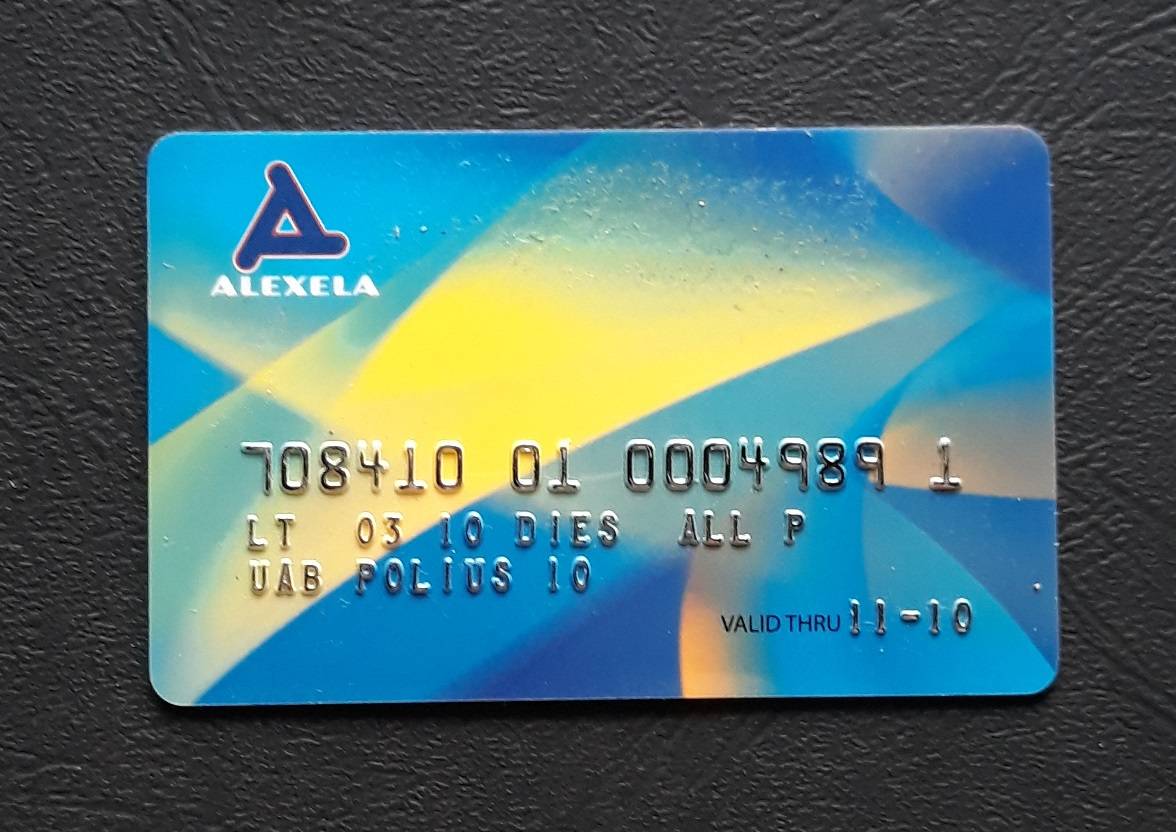 ALEXELA
708410 01 0004989 1
LT 03 10 DIES ALL P
UAB POLIUS 10
VALID THRU 11-10